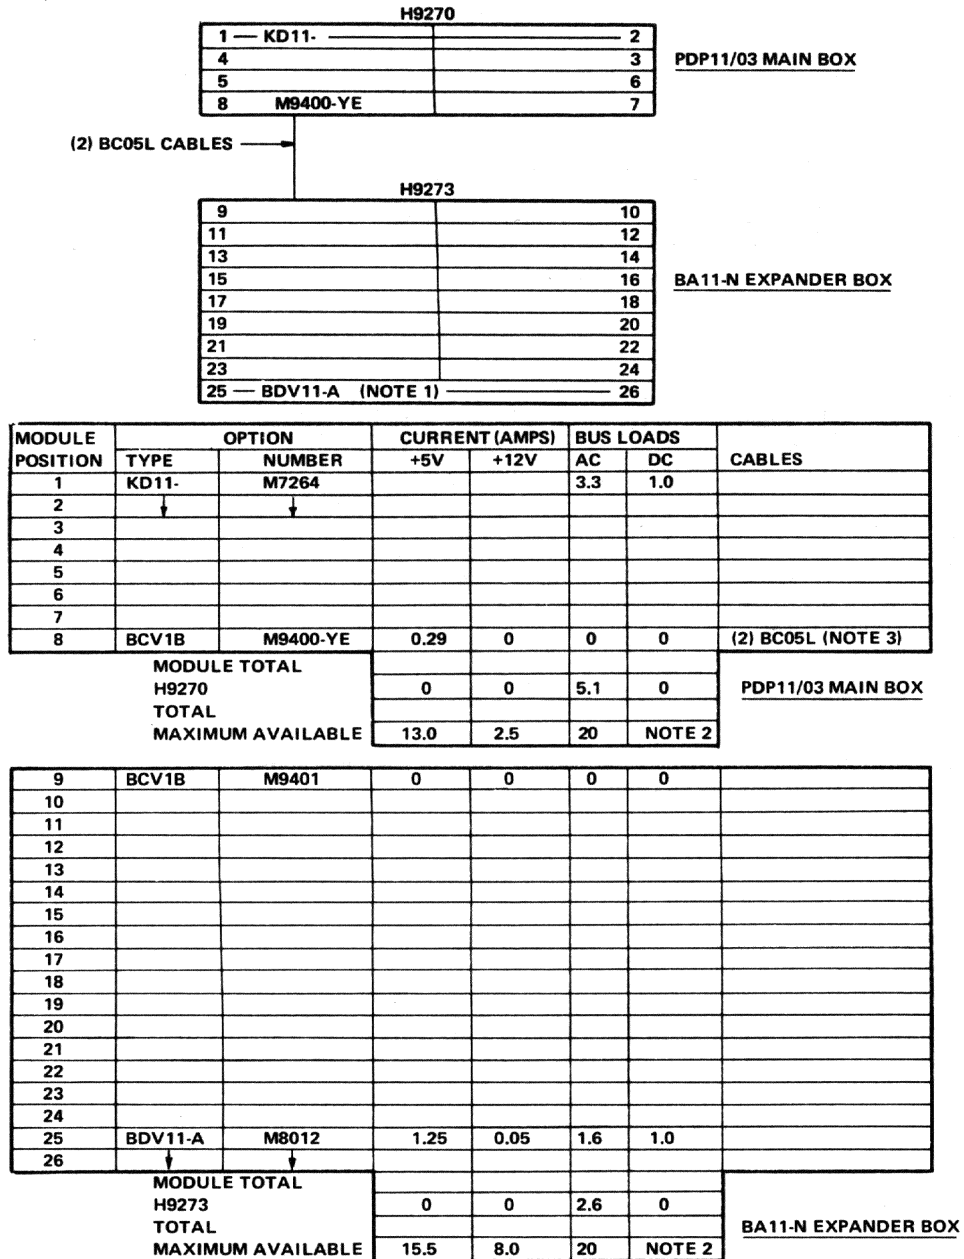 H9270
1 — KD11- — 2
4 3 PDP11/03 MAIN BOX
5 6
8 M9400-YE 7
(2) BC05L CABLES
H9273
9 10
11 12
13 14
15 16 BA11-N EXPANDER BOX
17 18
19 20
21 22
23 24
25 — BDV11-A (NOTE 1) — 26
MODULE OPTION CURRENT (AMPS) BUS LOADS
POSITION TYPE NUMBER +5V +12V AC DC CABLES
1 KD11- M7264 3.3 1.0
2
3
4
5
6
7
8 BCV1B M9400-YE 0.29 0 0 0 (2) BC05L (NOTE 3)
MODULE TOTAL
H9270 0 0 5.1 0 PDP11/03 MAIN BOX
TOTAL
MAXIMUM AVAILABLE 13.0 2.5 20 NOTE 2
9 BCV1B M9401 0 0 0 0
10
11
12
13
14
15
16
17
18
19
20
21
22
23
24
25 BDV11-A M8012 1.25 0.05 1.6 1.0
26
MODULE TOTAL
H9273 0 0 2.6 0
TOTAL BA11-N EXPANDER BOX
MAXIMUM AVAILABLE 15.5 8.0 20 NOTE 2